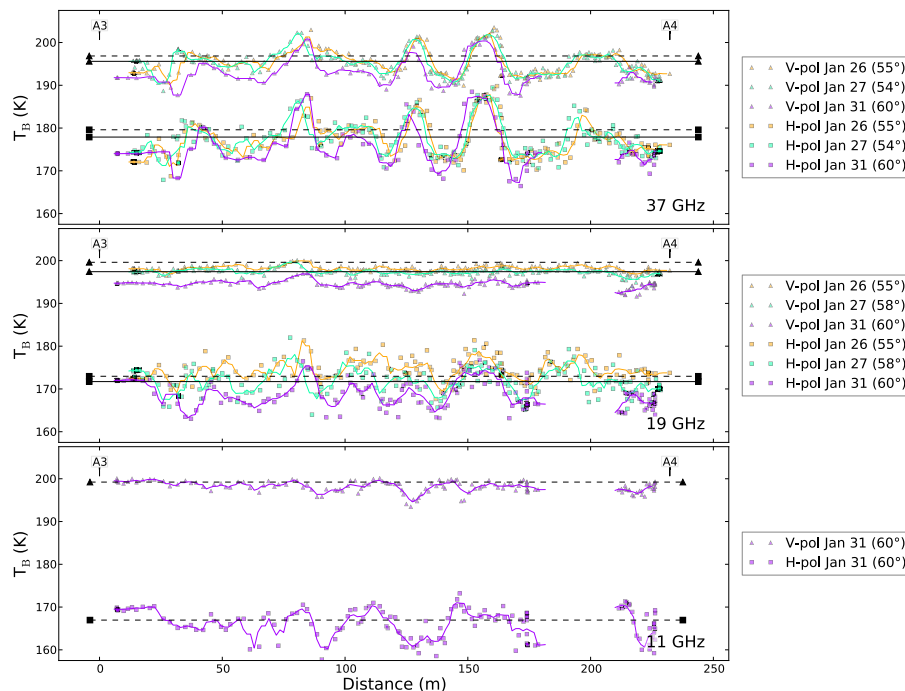 A3 A4
200
190
180
170
160
T_B (K)
37 GHz
V-pol Jan 26 (55°)
V-pol Jan 27 (54°)
V-pol Jan 31 (60°)
H-pol Jan 26 (55°)
H-pol Jan 27 (54°)
H-pol Jan 31 (60°)
A3 A4
200
190
180
170
160
T_B (K)
19 GHz
V-pol Jan 26 (55°)
V-pol Jan 27 (58°)
V-pol Jan 31 (60°)
H-pol Jan 26 (55°)
H-pol Jan 27 (58°)
H-pol Jan 31 (60°)
A3 A4
200
190
180
170
160
T_B (K)
11 GHz
V-pol Jan 31 (60°)
H-pol Jan 31 (60°)
0 50 100 150 200 250
Distance (m)